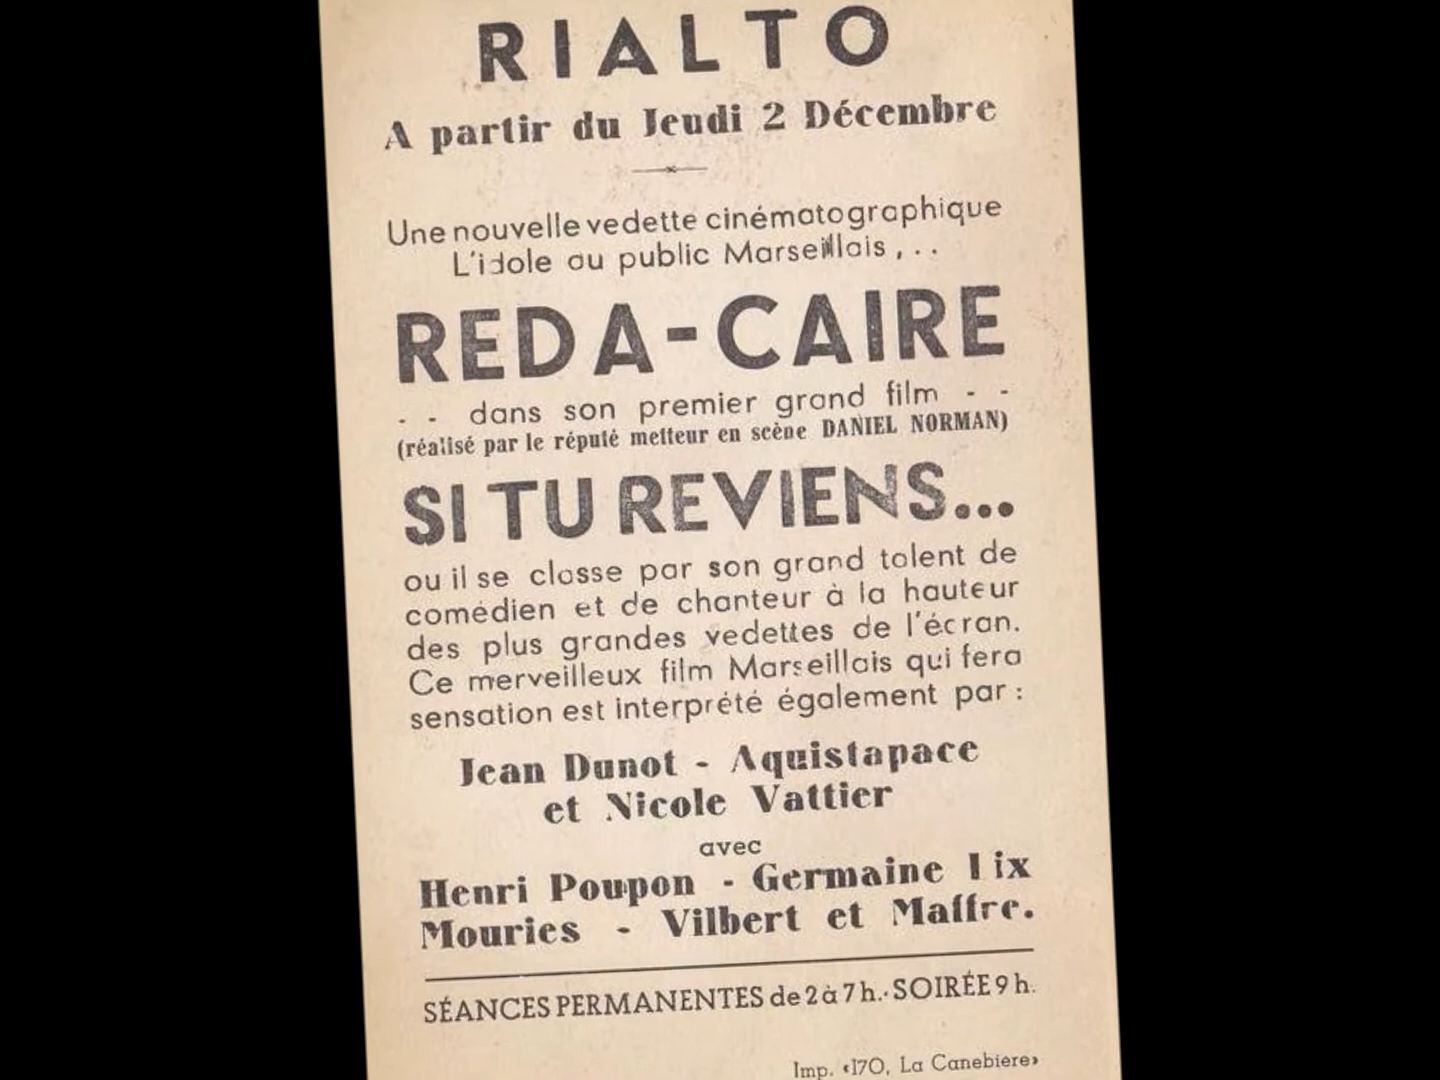 RIALTO
A partir du Jeudi 2 Décembre
Une nouvelle vedette cinématographique
L'idole du public Marseillais , . .
REDA-CAIRE
- - dans son premier grand film - -
(réalisé par le réputé metteur en scène DANIEL NORMAN)
SI TU REVIENS...
ou il se classe par son grand talent de
comédien et de chanteur à la hauteur
des plus grandes vedettes de l'écran.
Ce merveilleux film Marseillais qui fera
sensation est interprété également par :
Jean Dunot - Aquistapace
et Nicole Vattier
avec
Henri Poupon - Germaine Lix
Mouries - Vilbert et Maffre.
SÉANCES PERMANENTES de 2 à 7 h.- SOIRÉE 9 h.
Imp. «170, La Canebière»